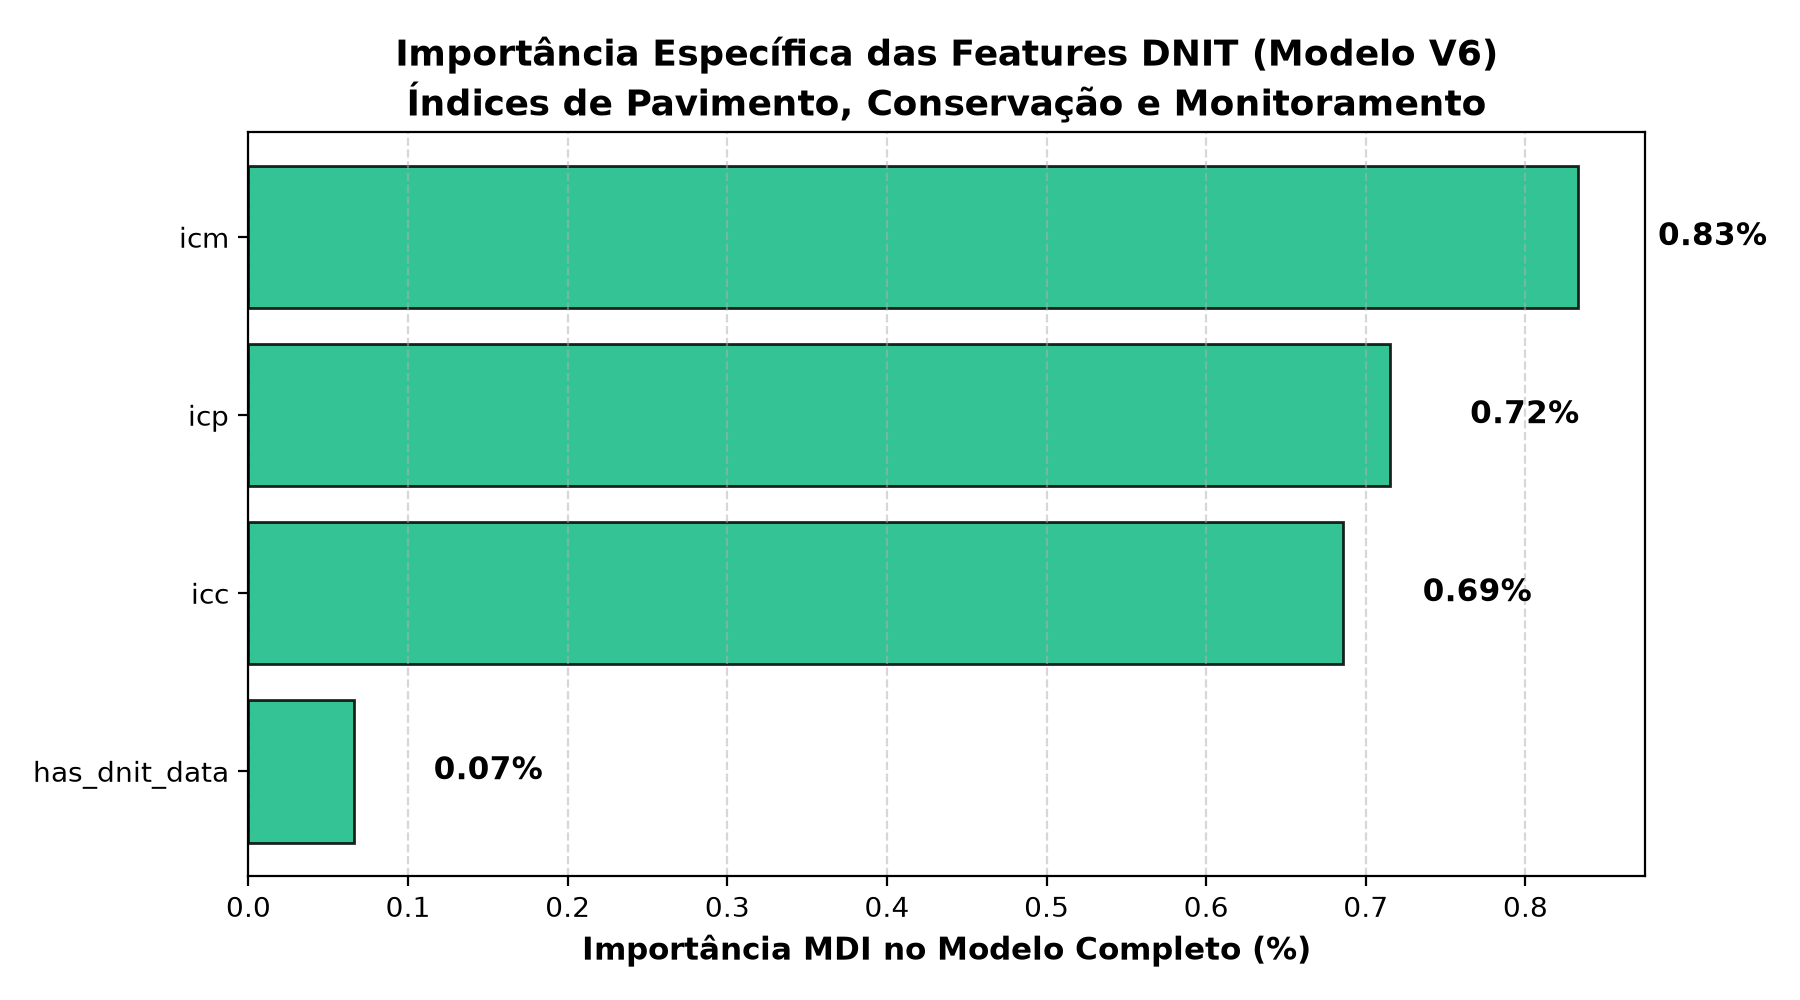 Importância Específica das Features DNIT (Modelo V6)
Índices de Pavimento, Conservação e Monitoramento
icm
0.83%
icp
0.72%
icc
0.69%
has_dnit_data
0.07%
0.0 0.1 0.2 0.3 0.4 0.5 0.6 0.7 0.8
Importância MDI no Modelo Completo (%)